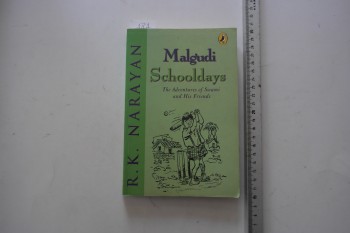 Malgudi
Schooldays
The Adventures of Swami
and His Friends
R.K. NARAYAN